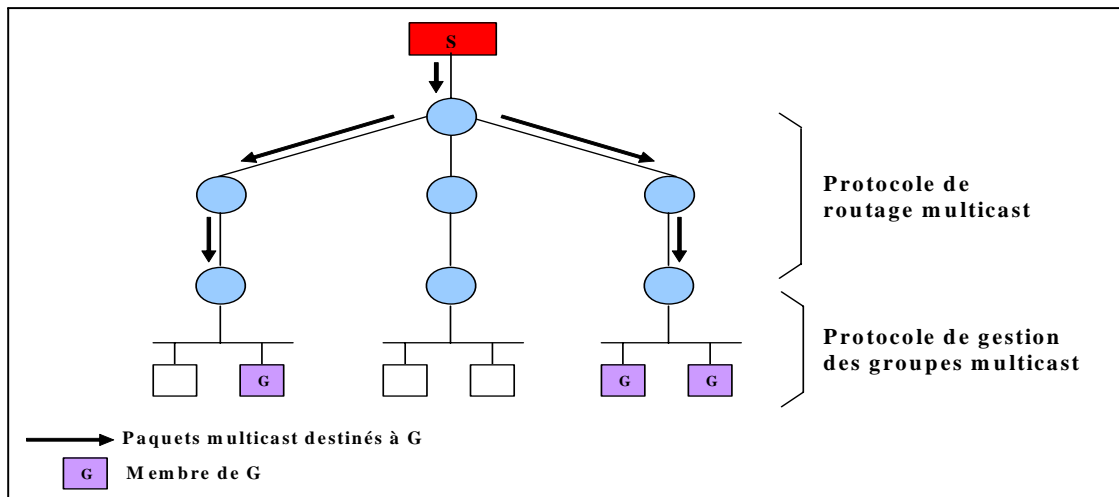 S
Protocole de
routage multicast
Protocole de gestion
des groupes multicast
G
G
G
Paquets multicast destinés à G
G
Membre de G